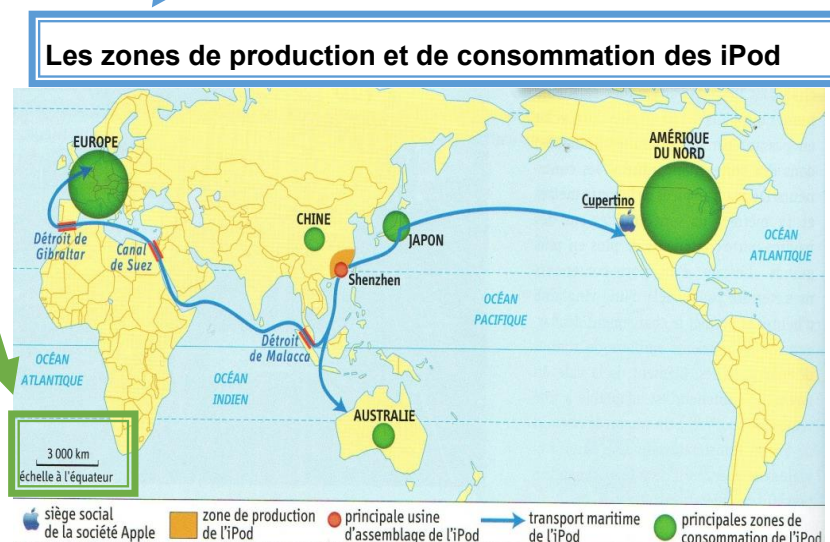 Les zones de production et de consommation des iPod
EUROPE
AMÉRIQUE
DU NORD
Cupertino
CHINE
JAPON
Détroit de
Gibraltar
Canal
de Suez
OCÉAN
ATLANTIQUE
Shenzhen
OCÉAN
PACIFIQUE
Détroit
de Malacca
OCÉAN
ATLANTIQUE
OCÉAN
INDIEN
AUSTRALIE
3 000 km
échelle à l'équateur
siège social
de la société Apple
zone de production
de l'iPod
principale usine
d'assemblage de l'iPod
transport maritime
de l'iPod
principales zones de
consommation de l'iPod